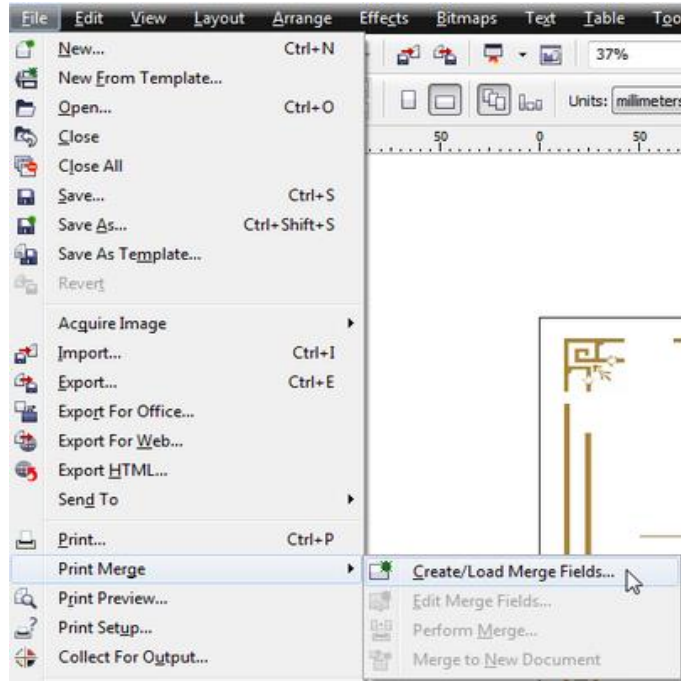 File Edit View Layout Arrange Effects Bitmaps Text Table
New... Ctrl+N
37%
New From Template...
Open... Ctrl+O
Units: millimeters
Close
50 0 50
Close All
Save... Ctrl+S
Save As... Ctrl+Shift+S
Save As Template...
Revert
Acquire Image
Import... Ctrl+I
Export... Ctrl+E
Export For Office...
Export For Web...
Export HTML...
Send To
Print... Ctrl+P
Print Merge
Create/Load Merge Fields...
Print Preview...
Edit Merge Fields...
Print Setup...
Perform Merge...
Collect For Output...
Merge to New Document